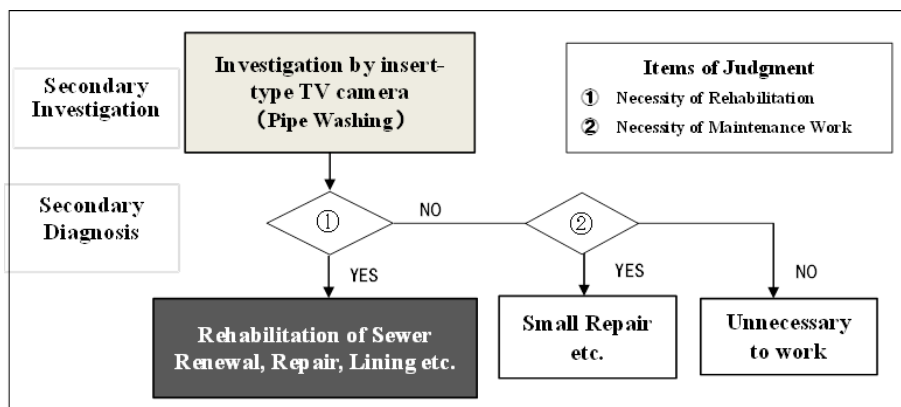 Secondary
Investigation
Investigation by insert-
type TV camera
（Pipe Washing）
Items of Judgment
① Necessity of Rehabilitation
② Necessity of Maintenance Work
Secondary
Diagnosis
①
NO
②
YES
YES
NO
Rehabilitation of Sewer
Renewal, Repair, Lining etc.
Small Repair
etc.
Unnecessary
to work